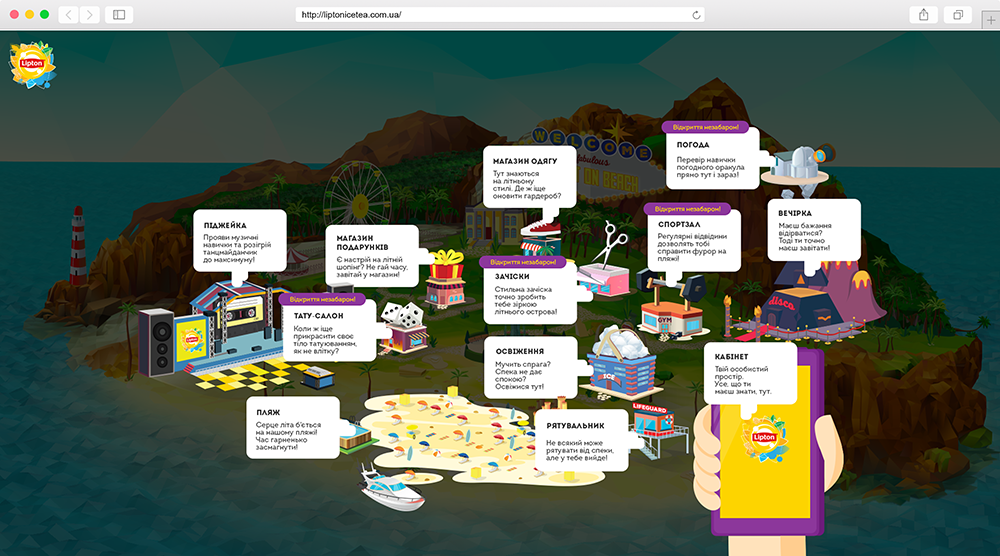 http://liptonicetea.com.ua/
Lipton
WELCOME
Fabulous
ON BEACH
Відкриття незабаром!
ПОГОДА
Перевір навички
погодного оракула
прямо тут і зараз!
МАГАЗИН ОДЯГУ
Тут знаються
на літньому
стилі. Де ж іще
оновити гардероб?
Відкриття незабаром!
СПОРТЗАЛ
Регулярні відвідини
дозволять тобі
справити фурор на
пляжі!
ВЕЧІРКА
Маєш бажання
відірватися?
Тоді ти точно
маєш завітати!
ПІДЖЕЙКА
Прояви музичні
навички та розігрій
танцмайданчик
до максимуму!
МАГАЗИН
ПОДАРУНКІВ
Є настрій на літній
шопінг? Не гай часу,
завітай у магазин!
Відкриття незабаром!
ЗАЧІСКИ
Стильна зачіска
точно зробить
тебе зіркою
літнього острова!
Відкриття незабаром!
ТАТУ-САЛОН
Коли ж іще
прикрасити своє
тіло татуюванням,
як не влітку?
disco
GYM
Lipton
ОСВІЖЕННЯ
Мучить спрага?
Спека не дає
спокою?
Освіжися тут!
ICE
КАБІНЕТ
Твій особистий
простір.
Усе, що ти
маєш знати, тут.
ПЛЯЖ
Серце літа б'ється
на нашому пляжі!
Час гарненько
засмагнути!
LIFEGUARD
РЯТУВАЛЬНИК
Не всякий може
рятувати від спеки,
але у тебе вийде!
Lipton